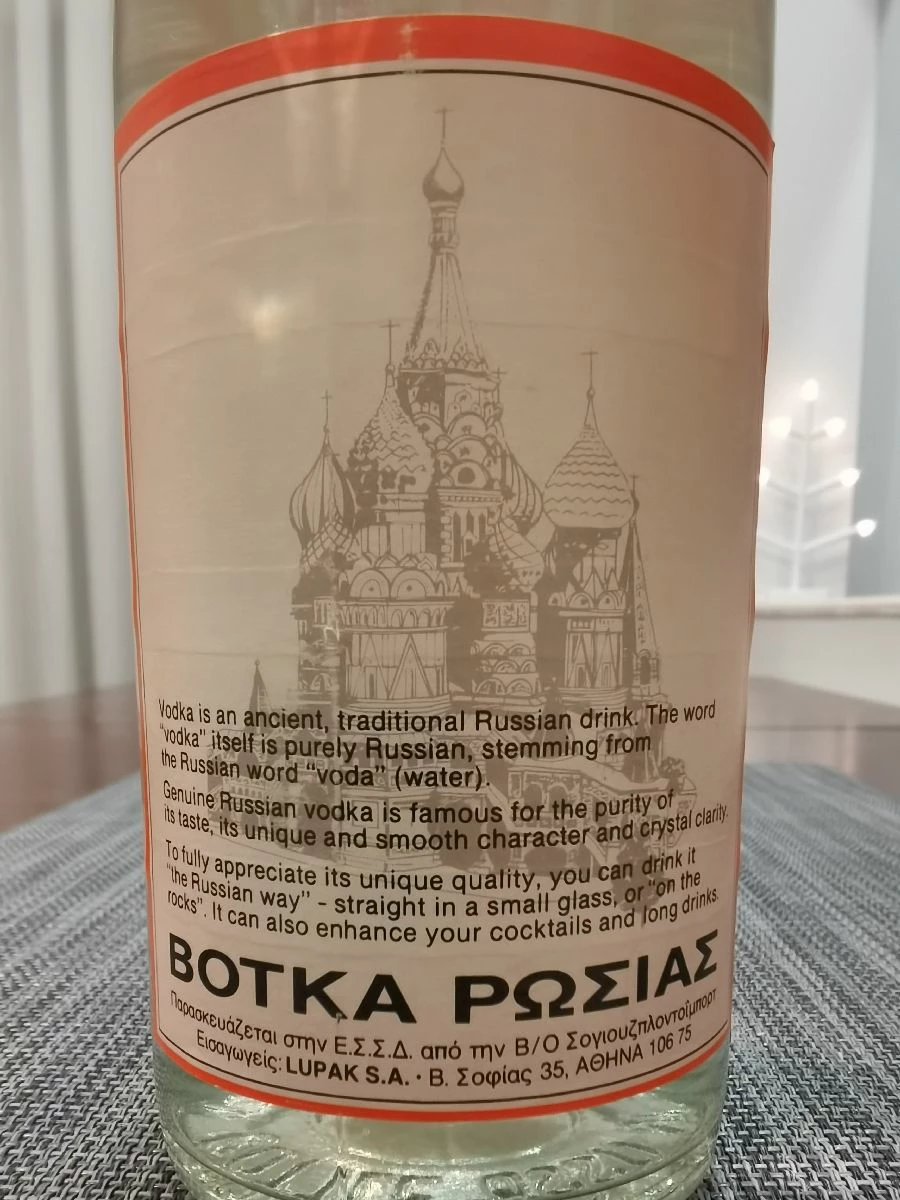 Vodka is an ancient, traditional Russian drink. The word
“vodka” itself is purely Russian, stemming from
the Russian word “voda” (water).
Genuine Russian vodka is famous for the purity of
its taste, its unique and smooth character and crystal clarity.
To fully appreciate its unique quality, you can drink it
“the Russian way” - straight in a small glass, or “on the
rocks”. It can also enhance your cocktails and long drinks.
ΒΟΤΚΑ ΡΩΣΙΑΣ
Παρασκευάζεται στην Ε.Σ.Σ.Δ. από την Β/Ο Σογιουζπλοντοϊμπορτ
Εισαγωγείς: LUPAK S.A. · Β. Σοφίας 35, ΑΘΗΝΑ 106 75